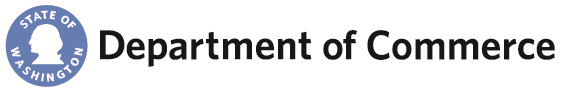 STATE OF
WASHINGTON
Department of Commerce